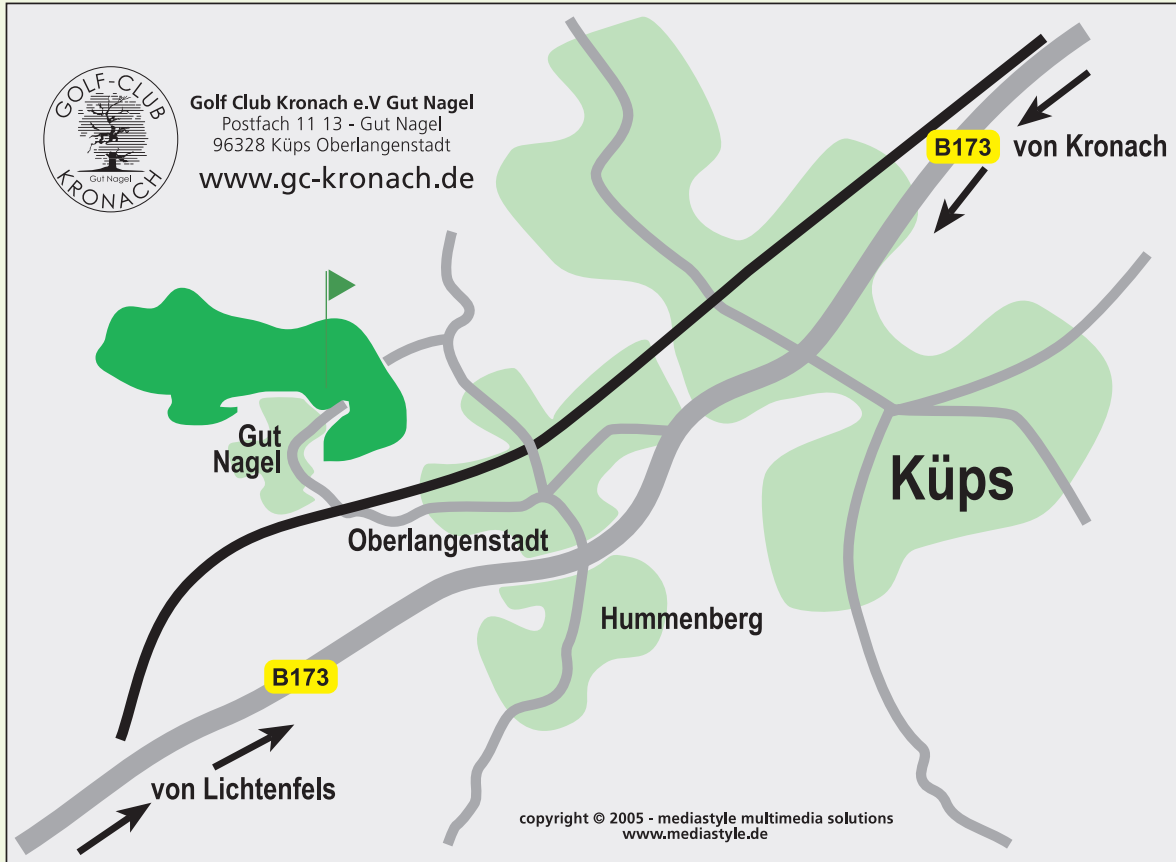 GOLF-CLUB
KRONACH
Gut Nagel
Golf Club Kronach e.V Gut Nagel
Postfach 11 13 - Gut Nagel
96328 Küps Oberlangenstadt
www.gc-kronach.de
B173
von Kronach
Gut
Nagel
Küps
Oberlangenstadt
Hummenberg
B173
von Lichtenfels
copyright © 2005 - mediastyle multimedia solutions
www.mediastyle.de